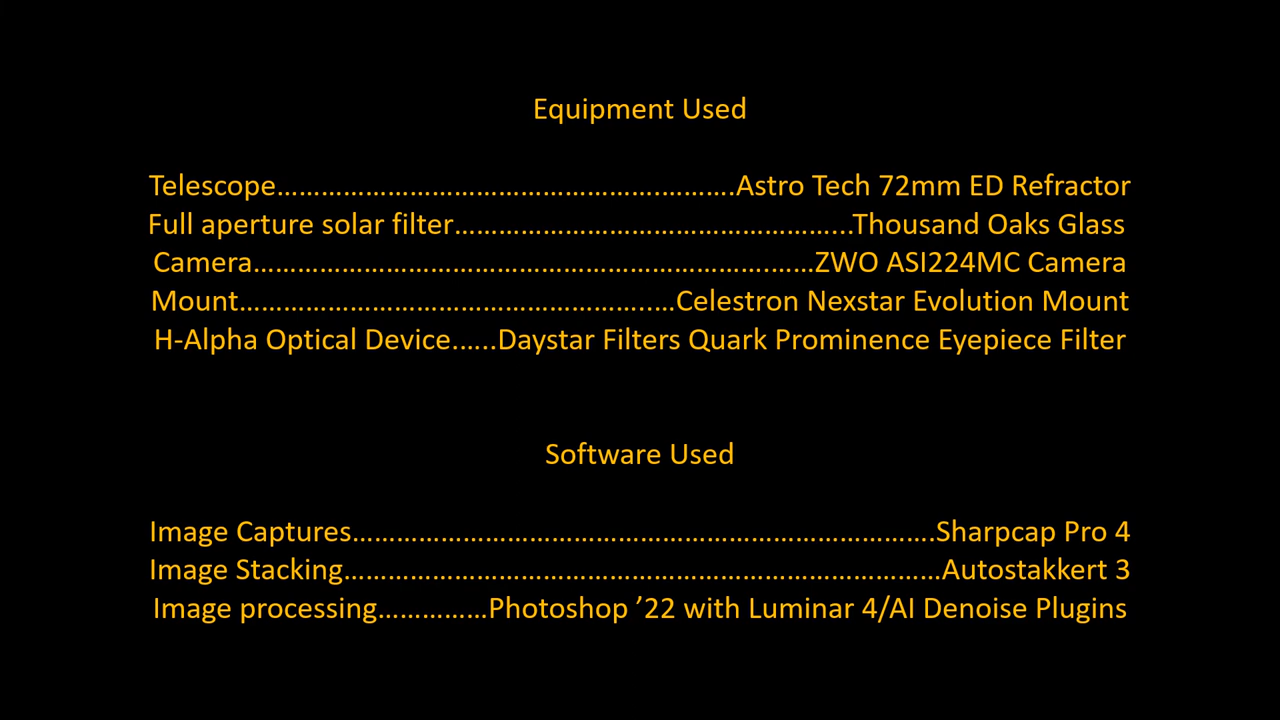 Equipment Used
Telescope……………………………………………………….Astro Tech 72mm ED Refractor
Full aperture solar filter……………………………………………...Thousand Oaks Glass
Camera…………………………………………………………….……ZWO ASI224MC Camera
Mount………………………………………………..….Celestron Nexstar Evolution Mount
H-Alpha Optical Device……Daystar Filters Quark Prominence Eyepiece Filter
Software Used
Image Captures…………………………………………………………………….Sharpcap Pro 4
Image Stacking………………………………………………………………………Autostakkert 3
Image processing……………Photoshop ’22 with Luminar 4/AI Denoise Plugins